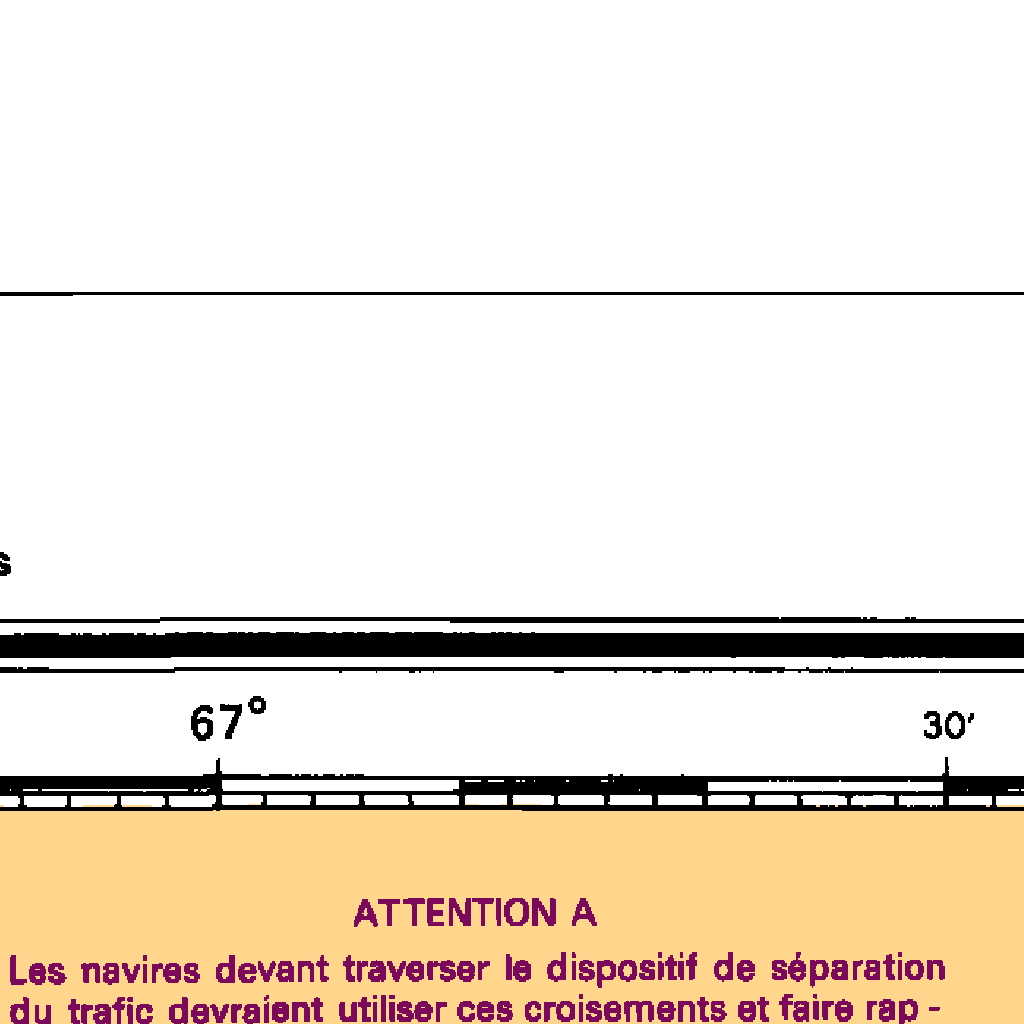 67° 30′
ATTENTION A
Les navires devant traverser le dispositif de séparation
du trafic devraient utiliser ces croisements et faire rap -